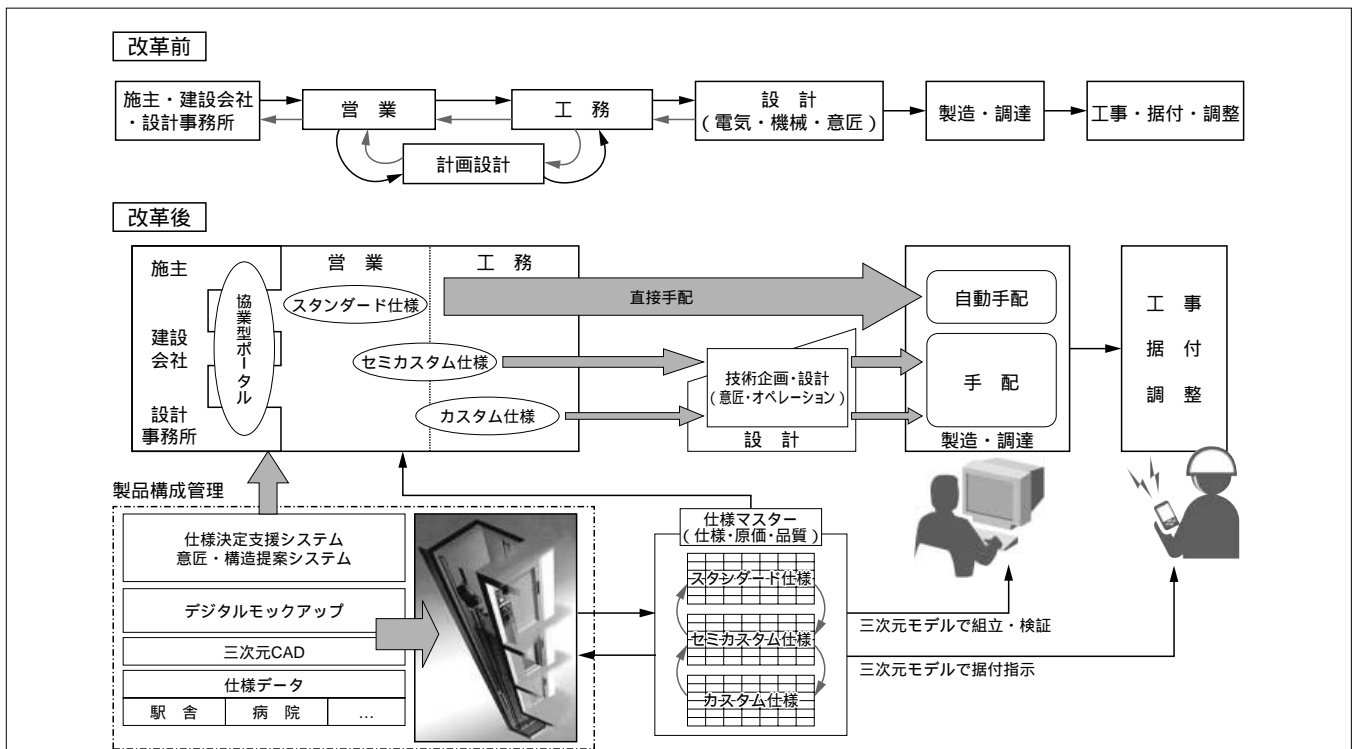 改革前
施主・建設会社
・設計事務所
営 業
工 務
計画設計
設 計
（電気・機械・意匠）
製造・調達
工事・据付・調整
改革後
施主
建設
会社
設計
事務所
協業型ポータル
営 業
工 務
スタンダード仕様
セミカスタム仕様
カスタム仕様
直接手配
技術企画・設計
（意匠・オペレーション）
設 計
自動手配
手 配
製造・調達
工 事
据 付
調 整
製品構成管理
仕様決定支援システム
意匠・構造提案システム
デジタルモックアップ
三次元CAD
仕様データ
駅 舎
病 院
…
仕様マスター
（仕様・原価・品質）
スタンダード仕様
セミカスタム仕様
カスタム仕様
三次元モデルで組立・検証
三次元モデルで据付指示